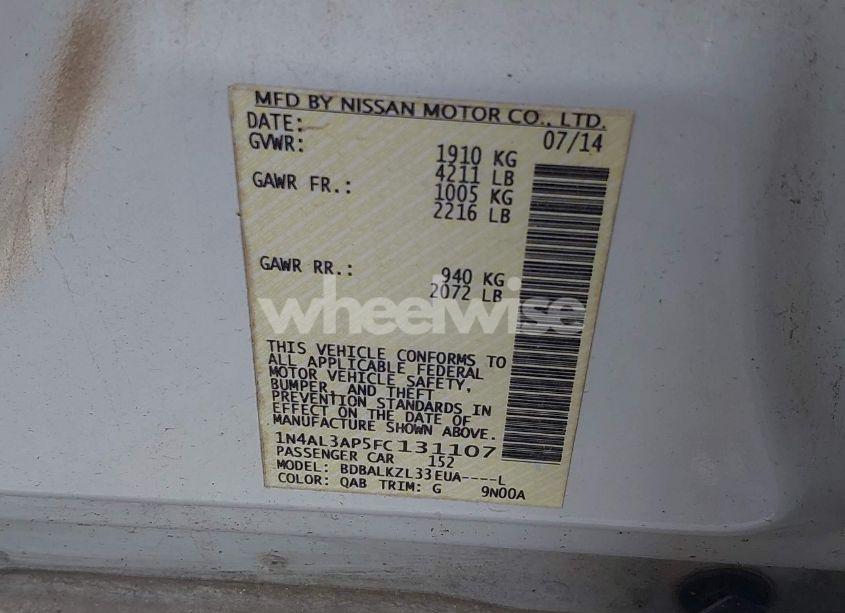 MFD BY NISSAN MOTOR CO., LTD.
DATE: 07/14
GVWR: 1910 KG
4211 LB
GAWR FR.: 1005 KG
2216 LB
GAWR RR.: 940 KG
2072 LB
wheelwise
THIS VEHICLE CONFORMS TO
ALL APPLICABLE FEDERAL
MOTOR VEHICLE SAFETY,
BUMPER, AND THEFT
PREVENTION STANDARDS IN
EFFECT ON THE DATE OF
MANUFACTURE SHOWN ABOVE.
1N4AL3AP5FC131107
PASSENGER CAR 152
MODEL: BDBALKZL33EUA----L
COLOR: QAB TRIM: G 9N00A